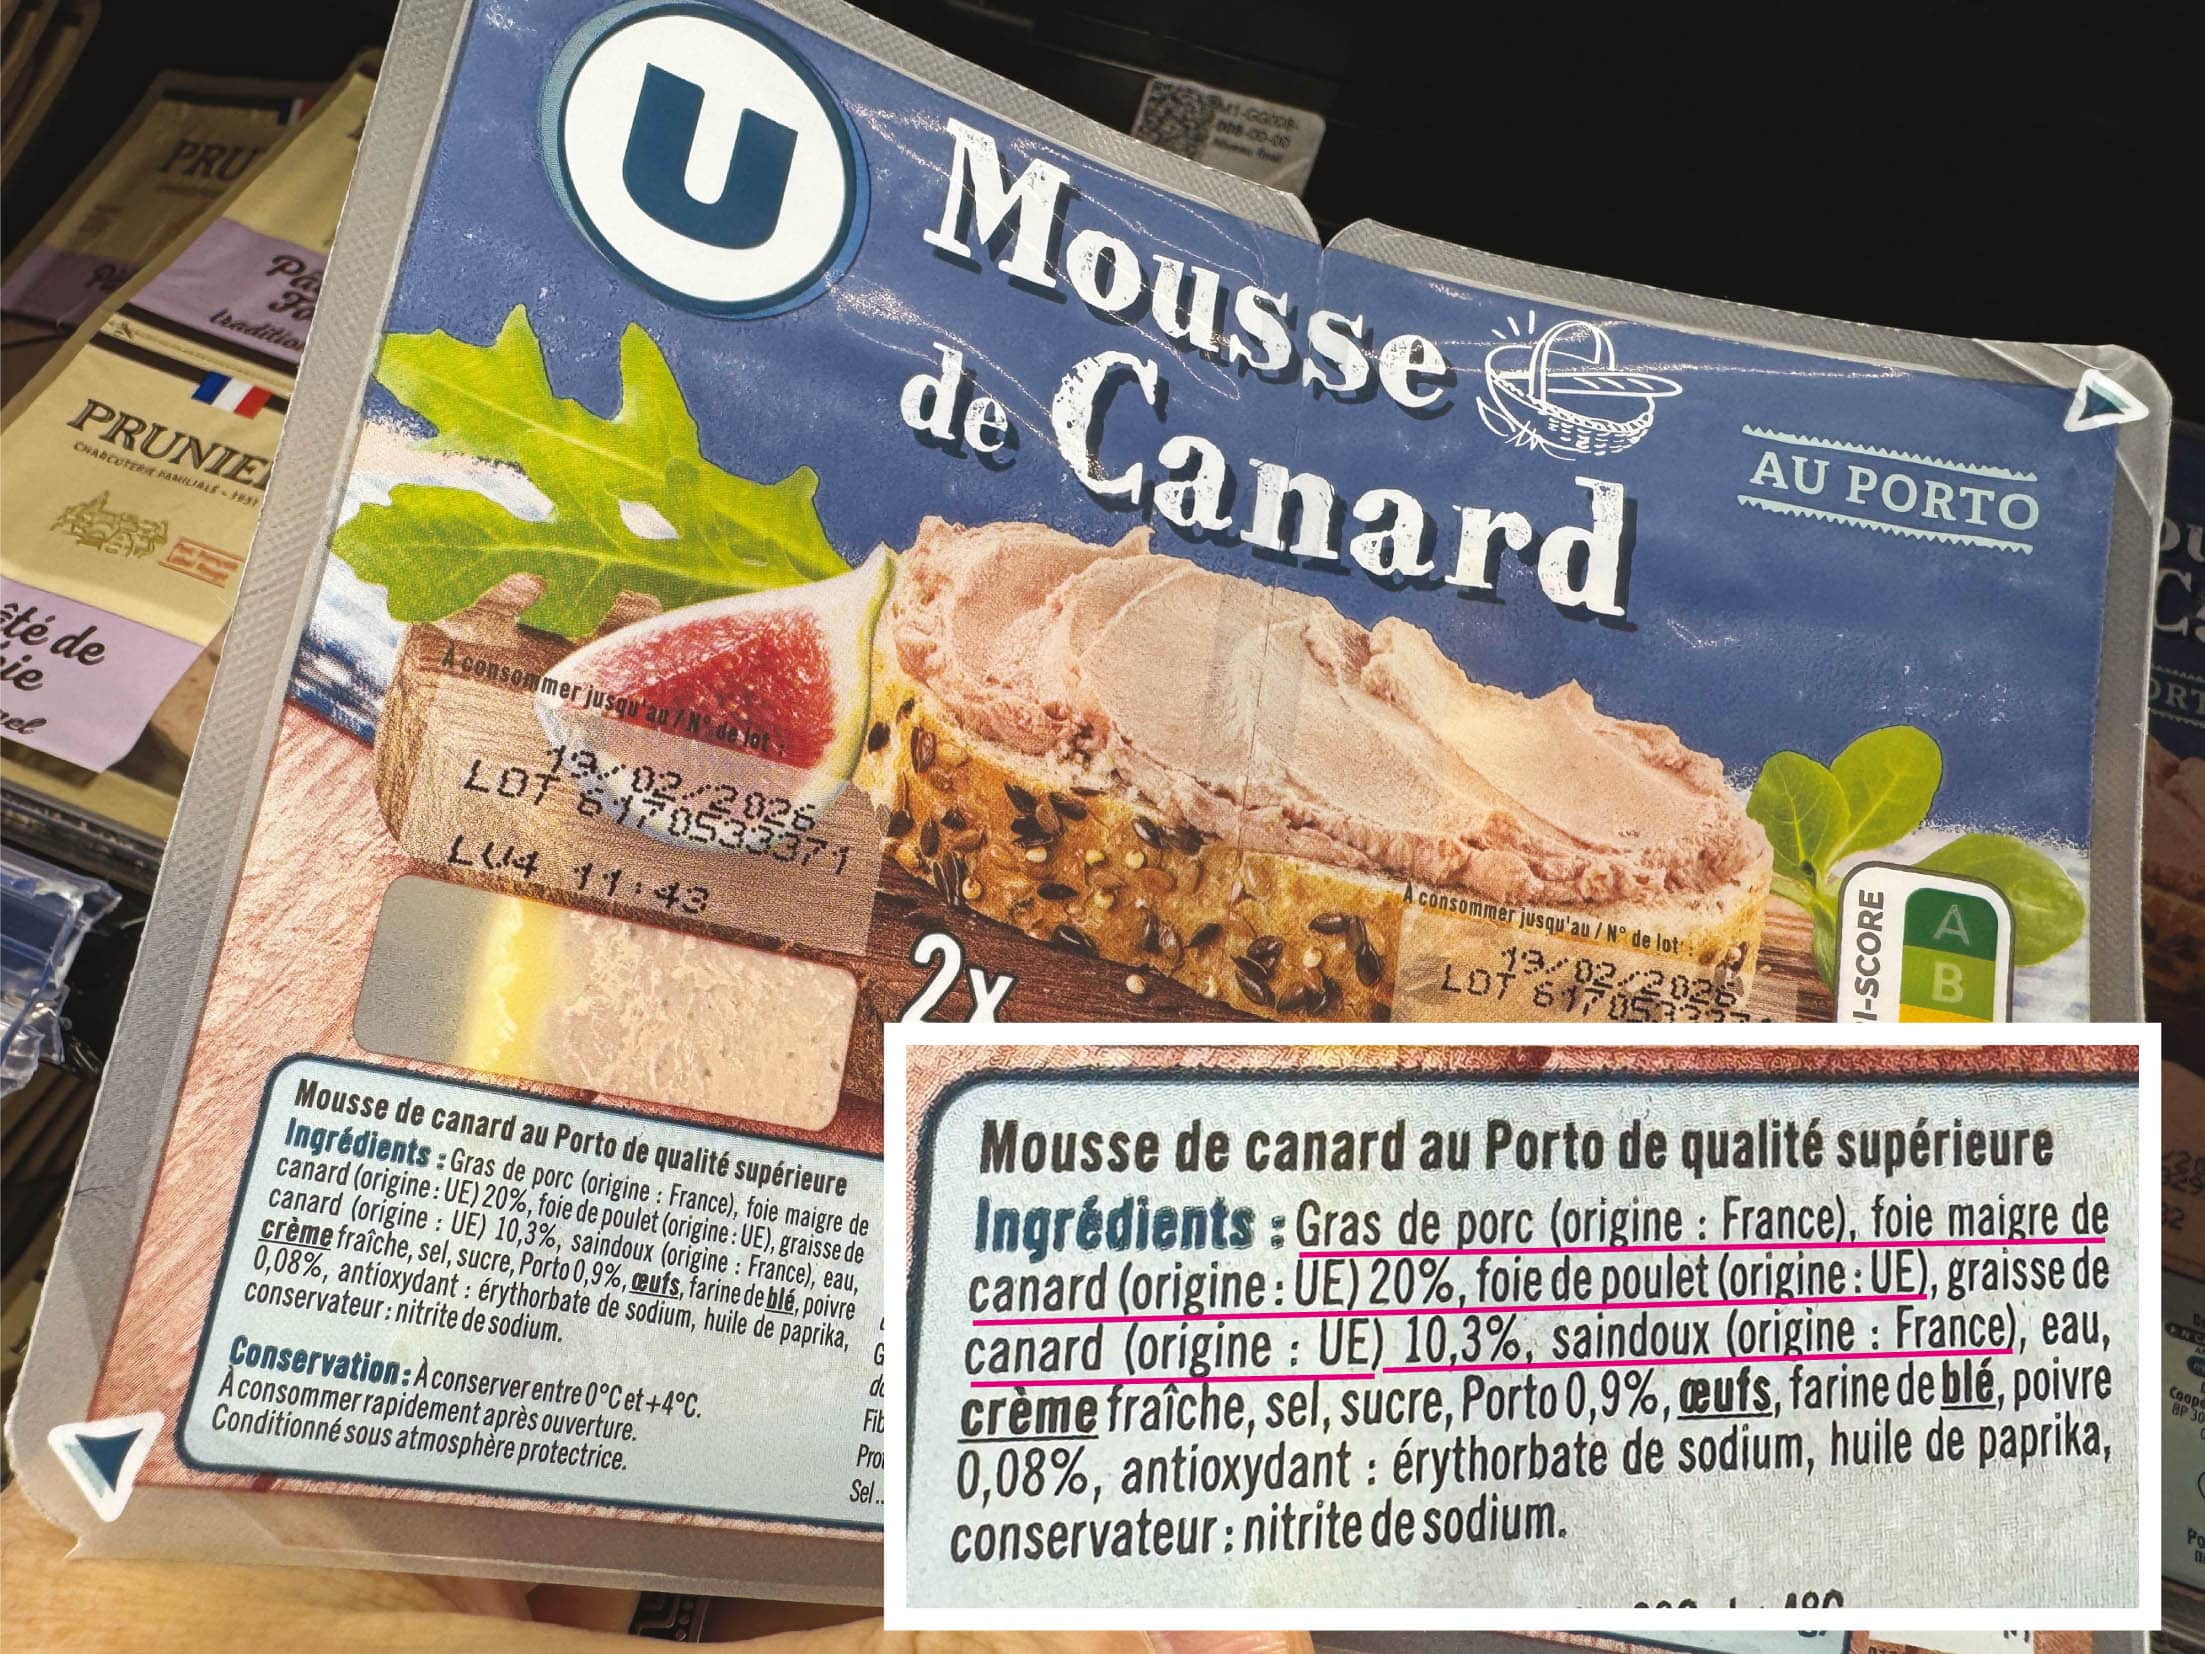 U
Mousse
de Canard
AU PORTO
PRUNIE
CHARCUTERIE FAMILIALE - 1931
À consommer jusqu'au / N° de lot :
19/02/2026
LOT 617053
LU4 11:43
À consommer jusqu'au / N° de lot :
19/02/2026
2x
I-SCORE
A
B
Mousse de canard au Porto de qualité supérieure
Ingrédients : Gras de porc (origine : France), foie maigre de
canard (origine : UE) 20%, foie de poulet (origine : UE), graisse de
canard (origine : UE) 10,3%, saindoux (origine : France), eau,
crème fraîche, sel, sucre, Porto 0,9%, œufs, farine de blé, poivre
0,08%, antioxydant : érythorbate de sodium, huile de paprika,
conservateur : nitrite de sodium.
Conservation : À conserver entre 0°C et +4°C.
À consommer rapidement après ouverture.
Conditionné sous atmosphère protectrice.
Mousse de canard au Porto de qualité supérieure
Ingrédients : Gras de porc (origine : France), foie maigre de
canard (origine : UE) 20%, foie de poulet (origine : UE), graisse de
canard (origine : UE) 10,3%, saindoux (origine : France), eau,
crème fraîche, sel, sucre, Porto 0,9%, œufs, farine de blé, poivre
0,08%, antioxydant : érythorbate de sodium, huile de paprika,
conservateur : nitrite de sodium.